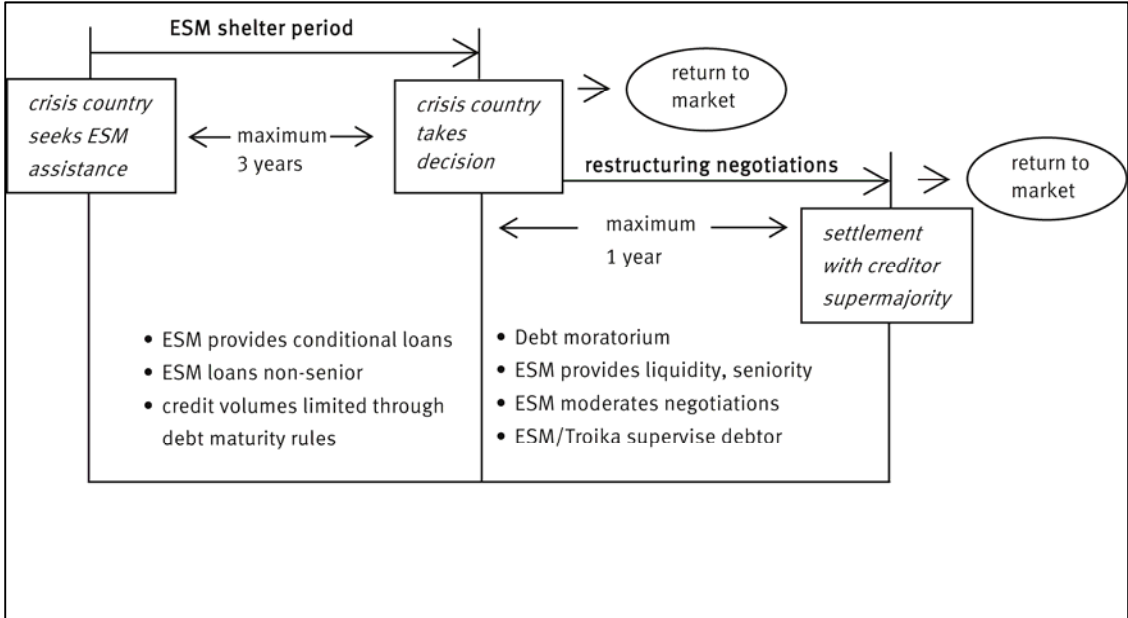 ESM shelter period
crisis country
seeks ESM
assistance
maximum
3 years
crisis country
takes
decision
return to
market
restructuring negotiations
maximum
1 year
return to
market
settlement
with creditor
supermajority
• ESM provides conditional loans
• ESM loans non-senior
• credit volumes limited through
debt maturity rules
• Debt moratorium
• ESM provides liquidity, seniority
• ESM moderates negotiations
• ESM/Troika supervise debtor